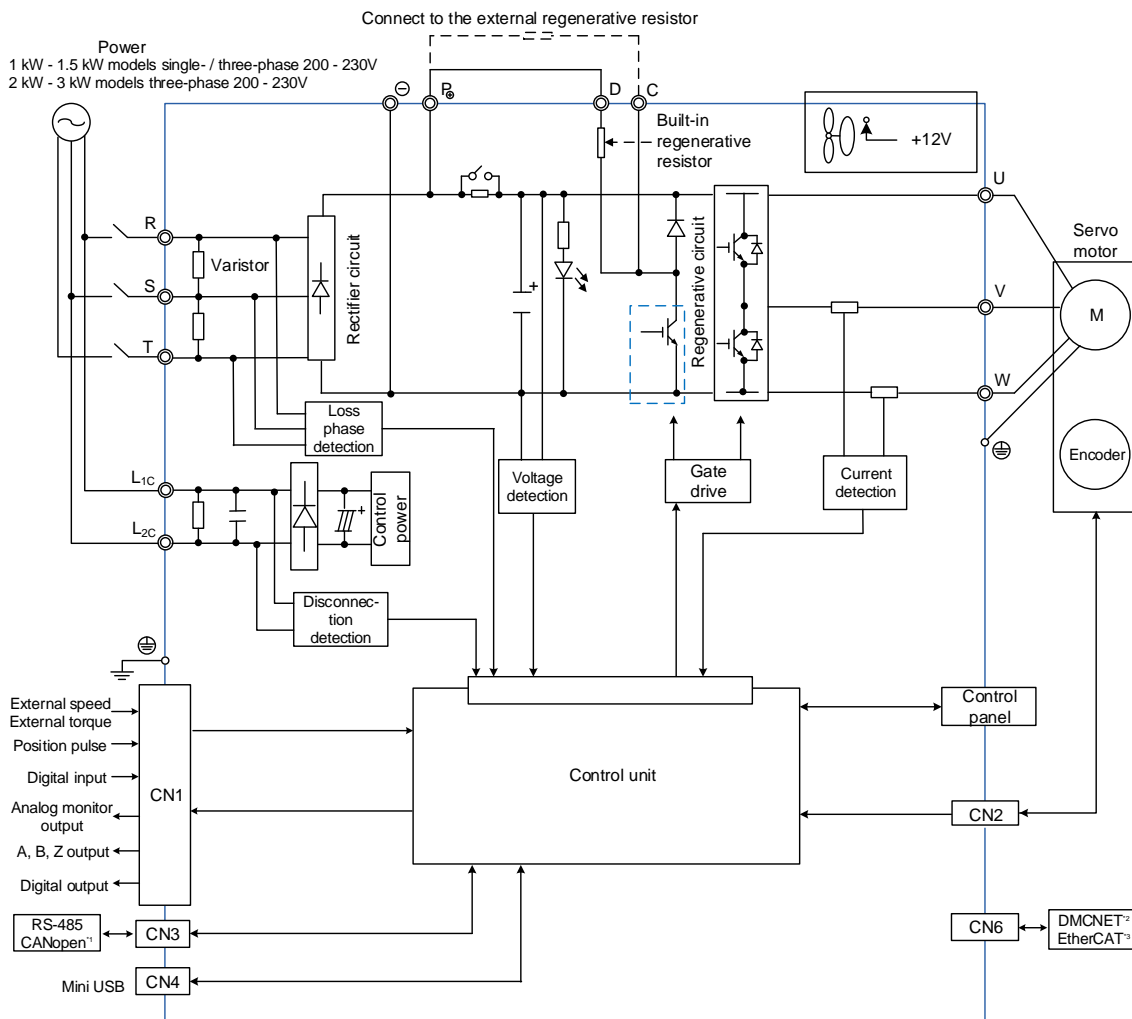 Connect to the external regenerative resistor
Power
1 kW - 1.5 kW models single- / three-phase 200 - 230V
2 kW - 3 kW models three-phase 200 - 230V
⊖
P⊕
D
C
Built-in
regenerative
resistor
+12V
U
Servo
motor
R
Varistor
Rectifier circuit
+
Regenerative circuit
S
V
M
T
W
Loss
phase
detection
Voltage
detection
Gate
drive
Current
detection
Encoder
L1C
L2C
+
Control
power
Disconnec-
tion
detection
External speed
External torque
Position pulse
Digital input
Analog monitor
output
A, B, Z output
Digital output
CN1
Control unit
Control
panel
CN2
RS-485
CANopen*1
CN3
CN6
DMCNET*2
EtherCAT*3
Mini USB
CN4